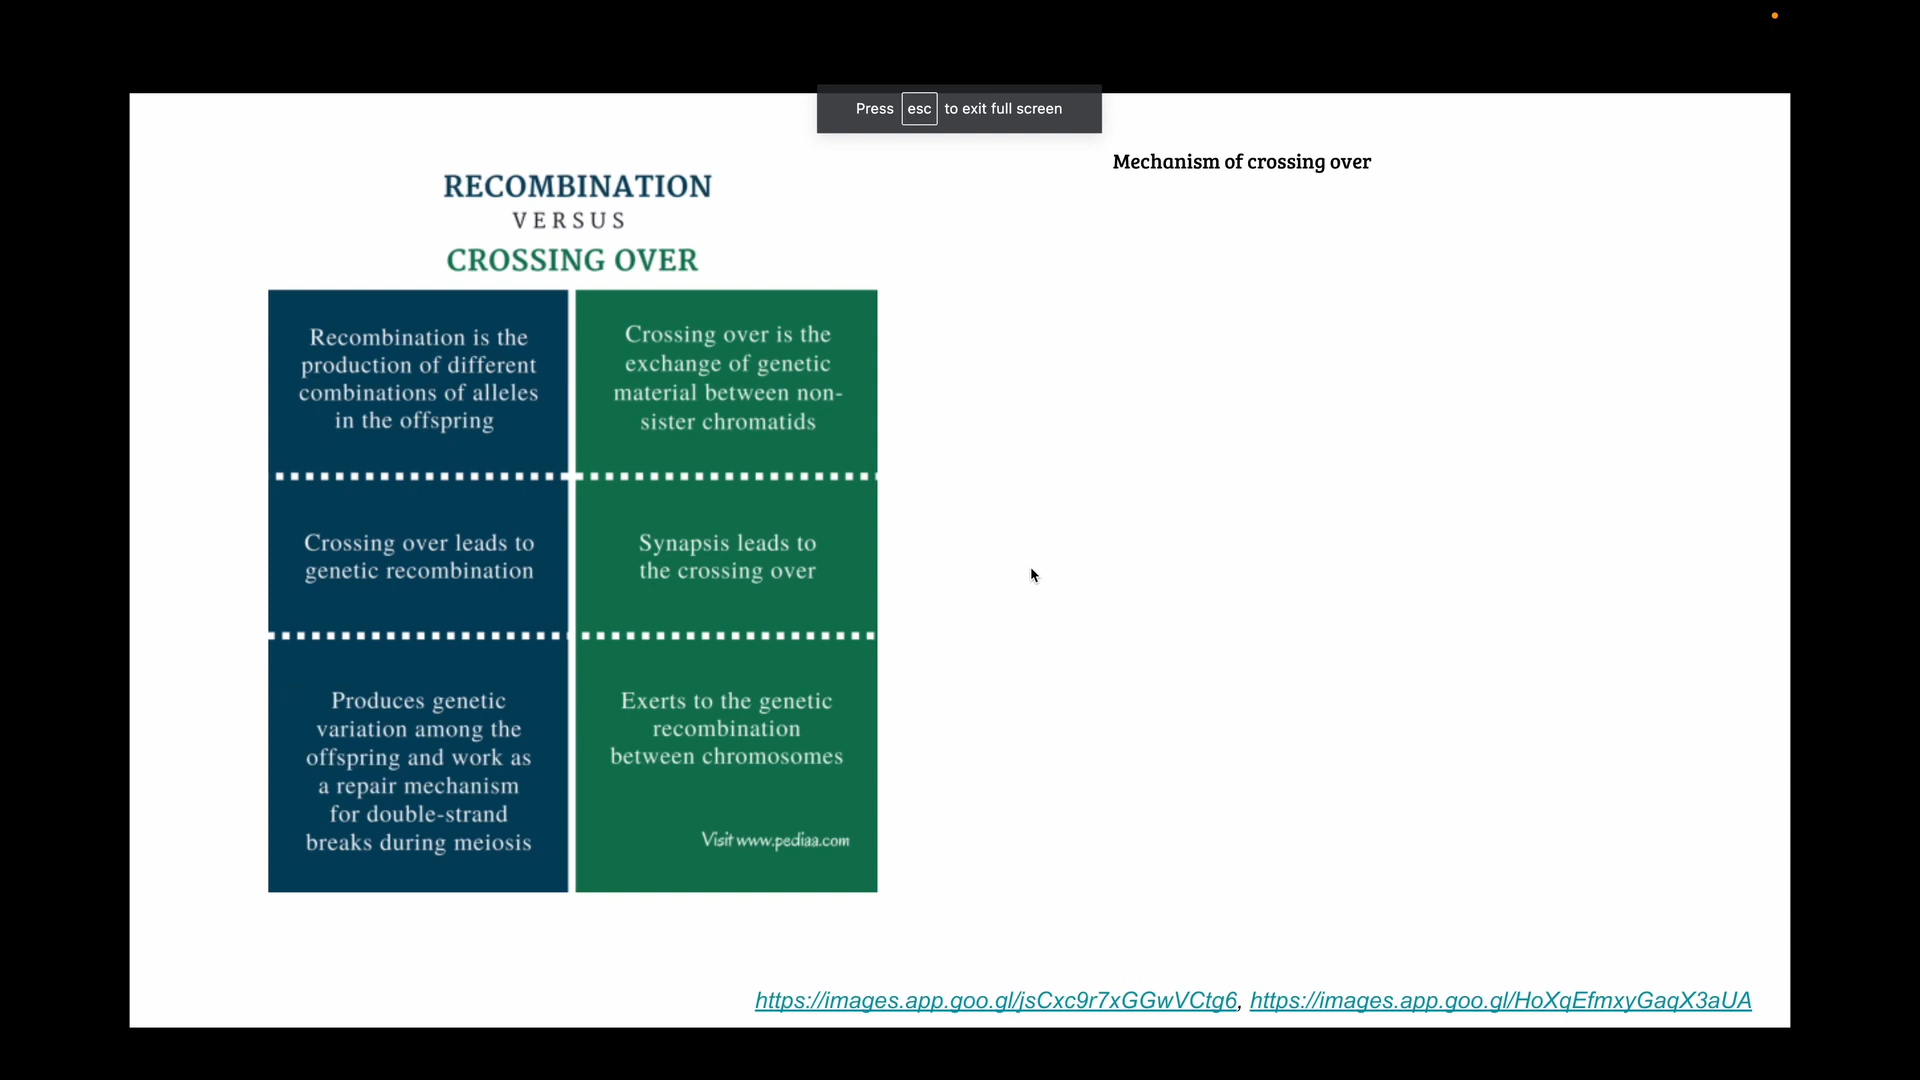 Press esc to exit full screen
Mechanism of crossing over
RECOMBINATION
VERSUS
CROSSING OVER
Recombination is the
production of different
combinations of alleles
in the offspring
Crossing over is the
exchange of genetic
material between non-
sister chromatids
Crossing over leads to
genetic recombination
Synapsis leads to
the crossing over
Produces genetic
variation among the
offspring and work as
a repair mechanism
for double-strand
breaks during meiosis
Exerts to the genetic
recombination
between chromosomes
Visit www.pediaa.com
https://images.app.goo.gl/jsCxc9r7xGGwVCtg6, https://images.app.goo.gl/HoXqEfmxyGaqX3aUA